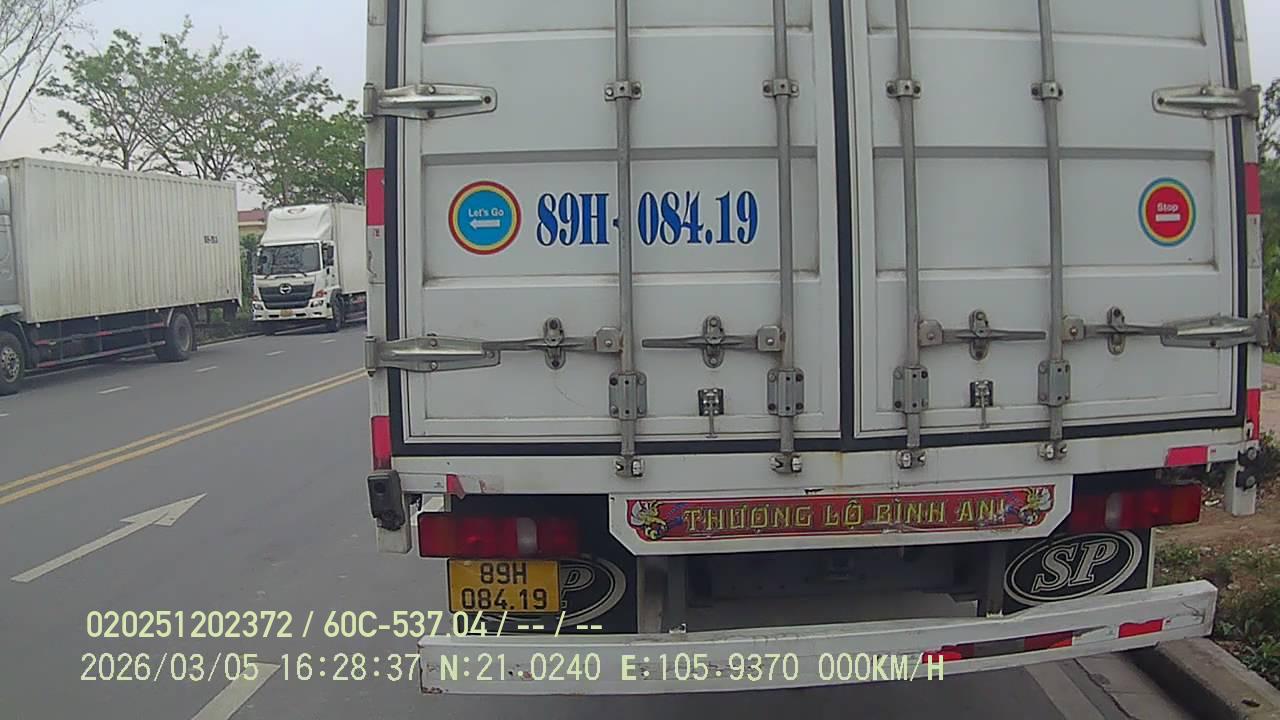 Let's Go
89H-084.19
Stop
THƯỢNG LỘ BÌNH AN!
SP
89H
084.19
020251202372 / 60C-537.04 / -- / --
2026/03/05 16:28:37 N:21.0240 E:105.9370 000KM/H